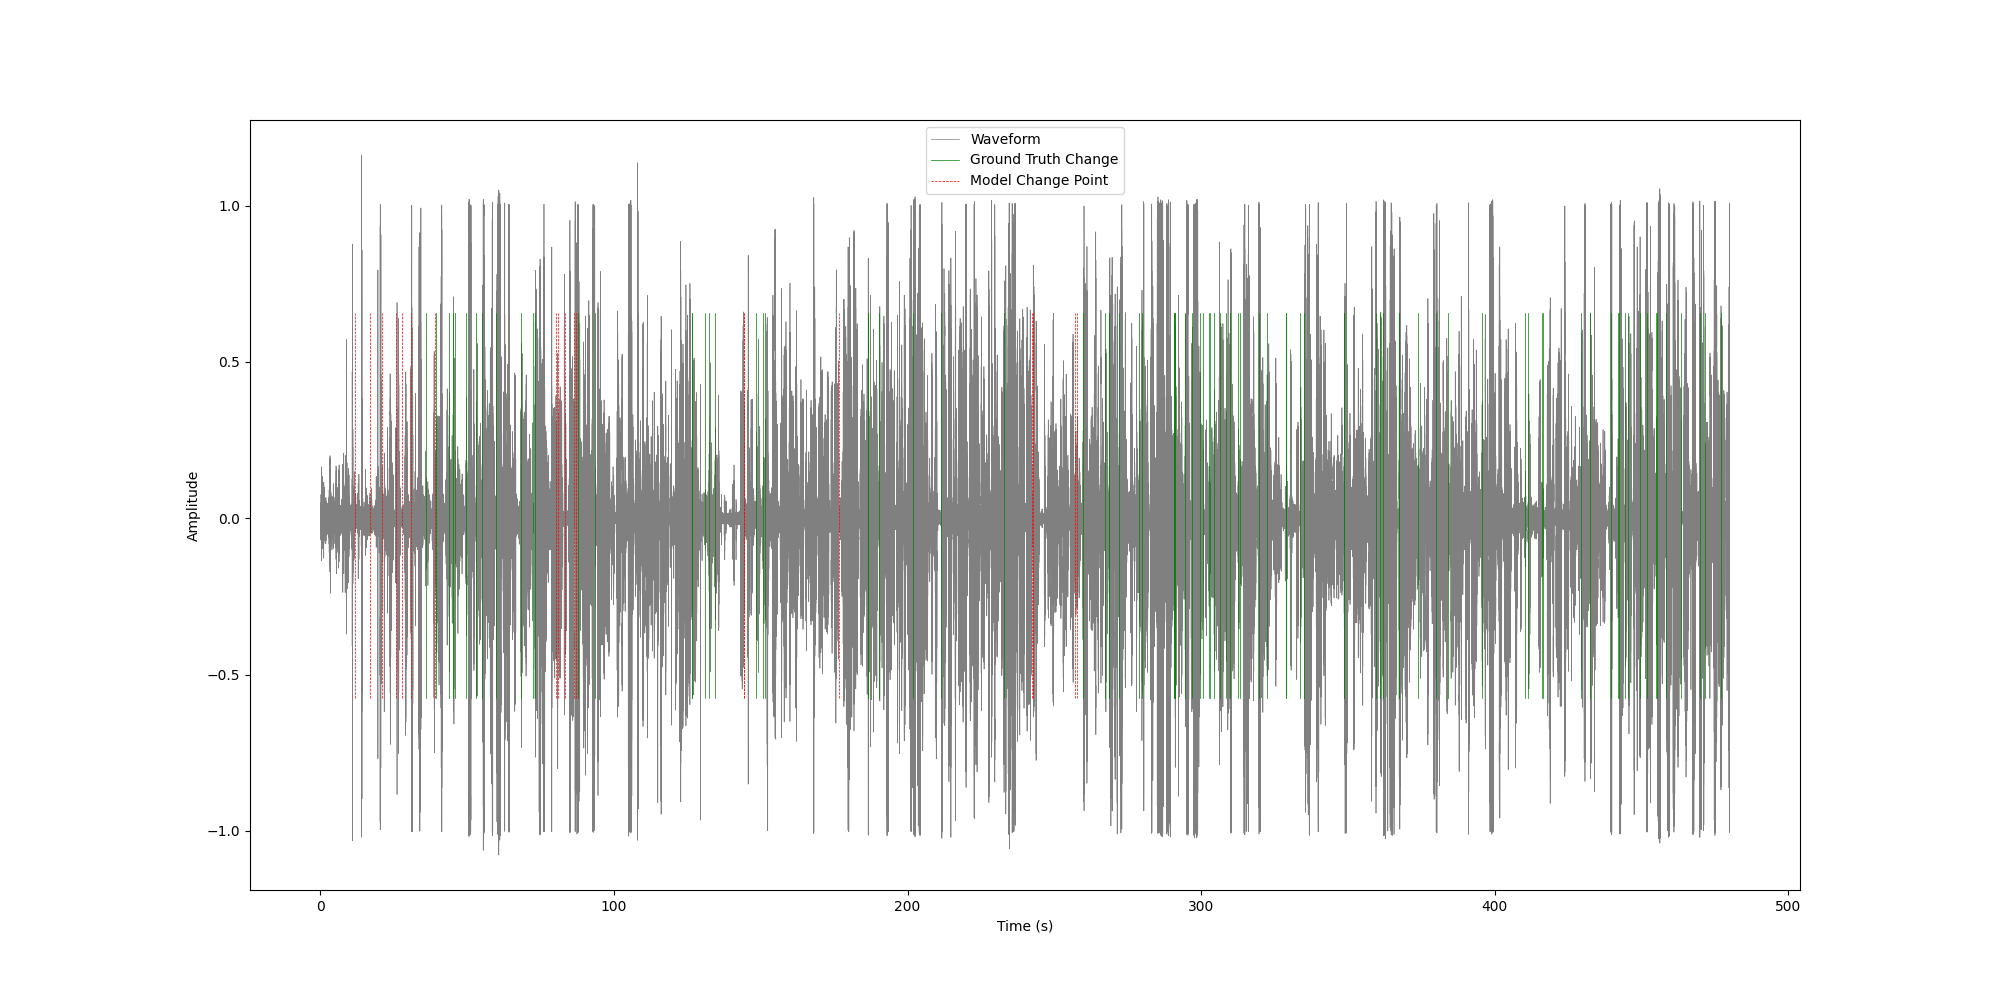 Waveform
Ground Truth Change
Model Change Point
1.0
0.5
0.0
−0.5
−1.0
Amplitude
0 100 200 300 400 500
Time (s)